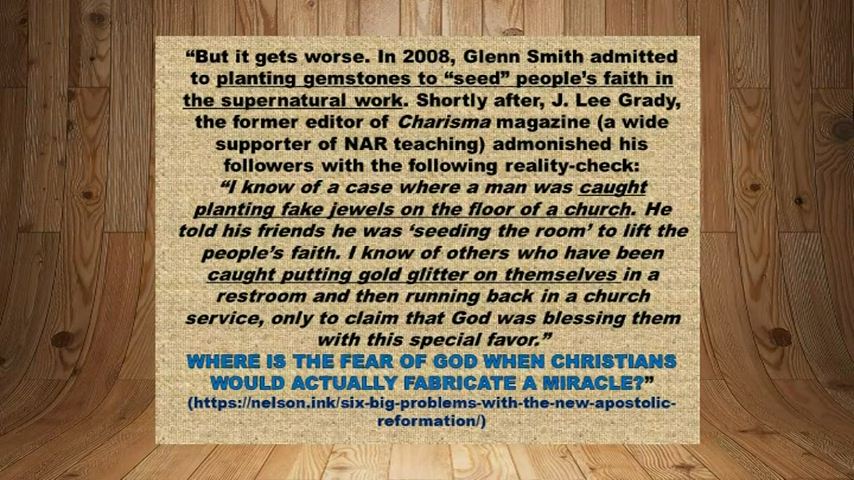 “But it gets worse. In 2008, Glenn Smith admitted
to planting gemstones to “seed” people’s faith in
the supernatural work. Shortly after, J. Lee Grady,
the former editor of Charisma magazine (a wide
supporter of NAR teaching) admonished his
followers with the following reality-check:
“I know of a case where a man was caught
planting fake jewels on the floor of a church. He
told his friends he was ‘seeding the room’ to lift the
people’s faith. I know of others who have been
caught putting gold glitter on themselves in a
restroom and then running back in a church
service, only to claim that God was blessing them
with this special favor.”
WHERE IS THE FEAR OF GOD WHEN CHRISTIANS
WOULD ACTUALLY FABRICATE A MIRACLE?”
(https://nelson.ink/six-big-problems-with-the-new-apostolic-
reformation/)